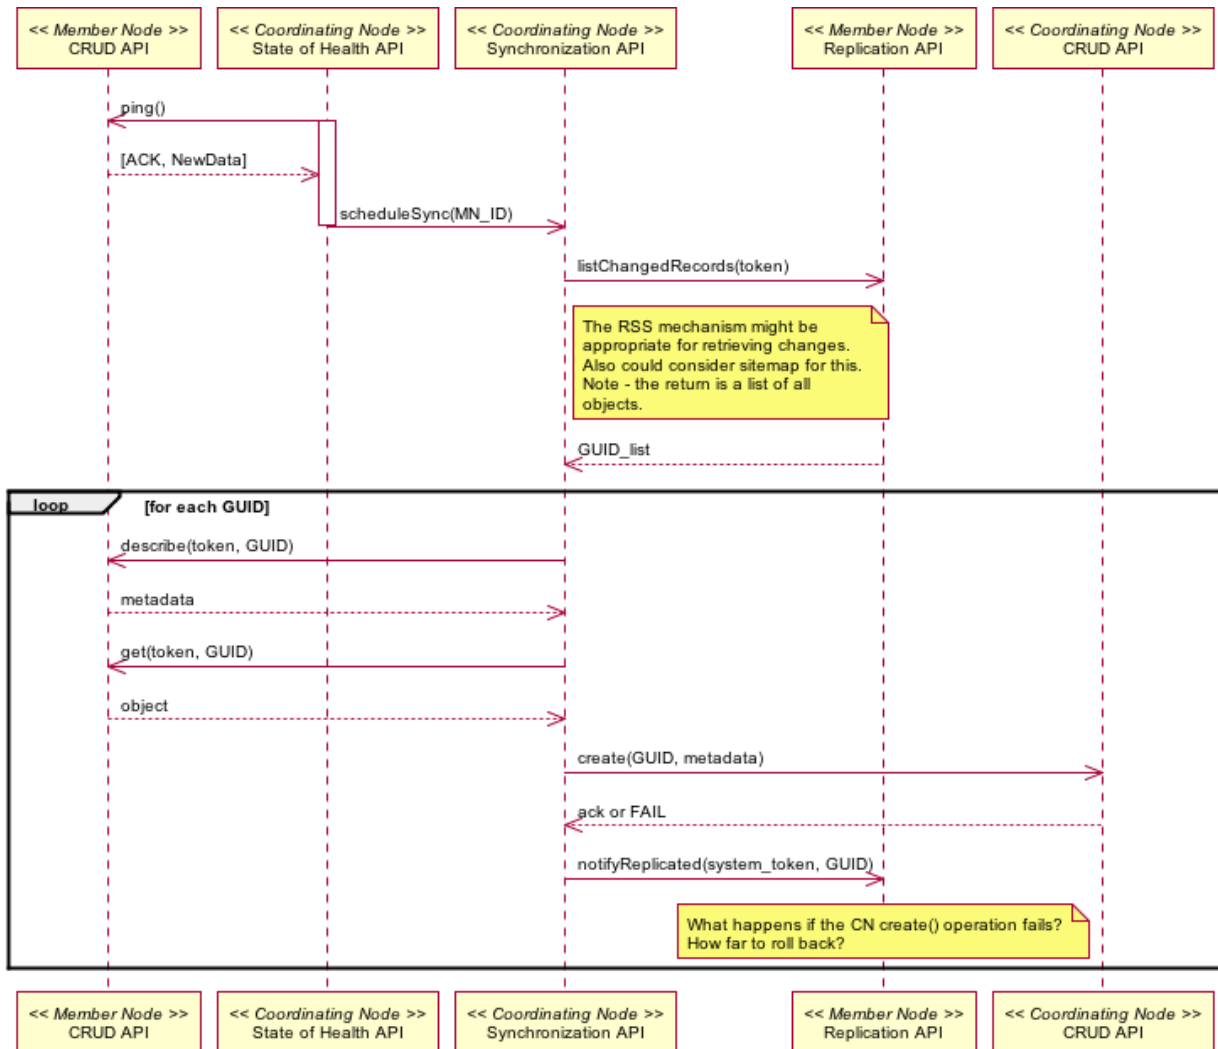 << Member Node >>
CRUD API
<< Coordinating Node >>
State of Health API
<< Coordinating Node >>
Synchronization API
<< Member Node >>
Replication API
<< Coordinating Node >>
CRUD API
ping()
[ACK, NewData]
scheduleSync(MN_ID)
listChangedRecords(token)
The RSS mechanism might be
appropriate for retrieving changes.
Also could consider sitemap for this.
Note - the return is a list of all
objects.
GUID_list
loop
[for each GUID]
describe(token, GUID)
metadata
get(token, GUID)
object
create(GUID, metadata)
ack or FAIL
notifyReplicated(system_token, GUID)
What happens if the CN create() operation fails?
How far to roll back?
<< Member Node >>
CRUD API
<< Coordinating Node >>
State of Health API
<< Coordinating Node >>
Synchronization API
<< Member Node >>
Replication API
<< Coordinating Node >>
CRUD API